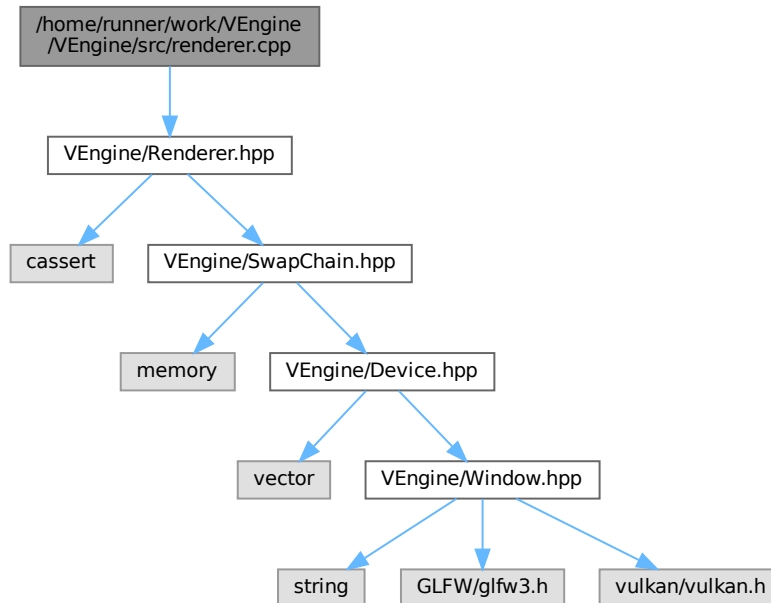 /home/runner/work/VEngine
/VEngine/src/renderer.cpp
VEngine/Renderer.hpp
cassert
VEngine/SwapChain.hpp
memory
VEngine/Device.hpp
vector
VEngine/Window.hpp
string
GLFW/glfw3.h
vulkan/vulkan.h